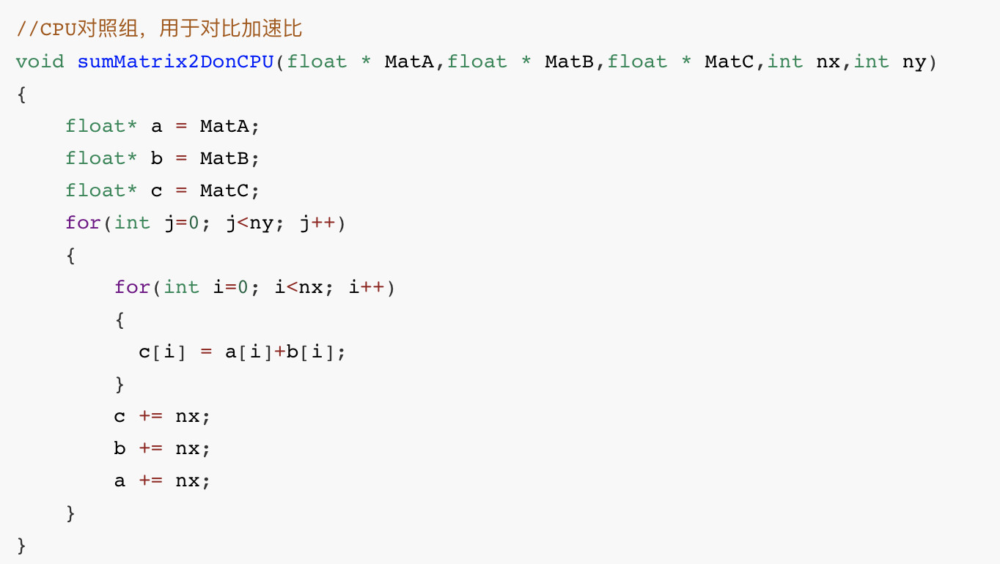 //CPU对照组，用于对比加速比
void sumMatrix2DonCPU(float * MatA,float * MatB,float * MatC,int nx,int ny)
{
    float* a = MatA;
    float* b = MatB;
    float* c = MatC;
    for(int j=0; j<ny; j++)
    {
        for(int i=0; i<nx; i++)
        {
          c[i] = a[i]+b[i];
        }
        c += nx;
        b += nx;
        a += nx;
    }
}